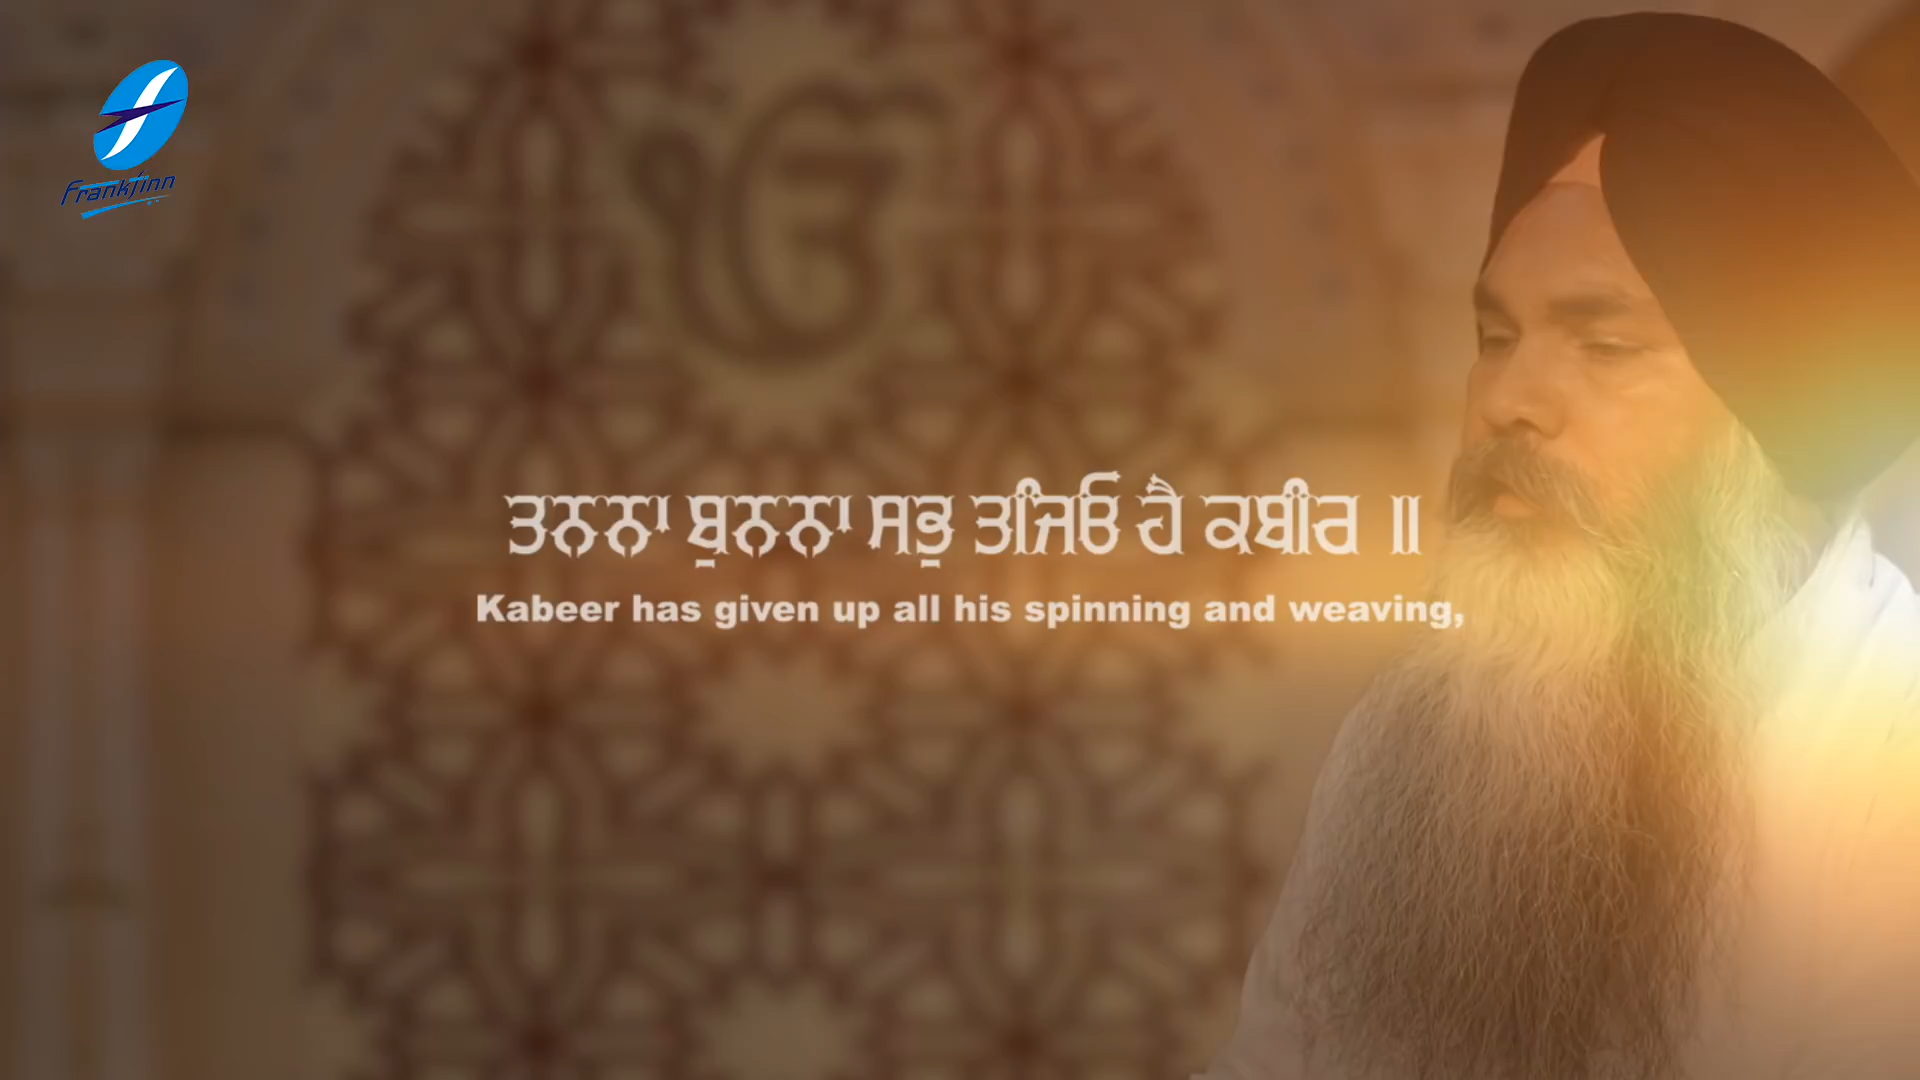 Frankfinn
ਤਨਨਾ ਬੁਨਨਾ ਸਭੁ ਤਜਿਓ ਹੈ ਕਬੀਰ ॥
Kabeer has given up all his spinning and weaving,